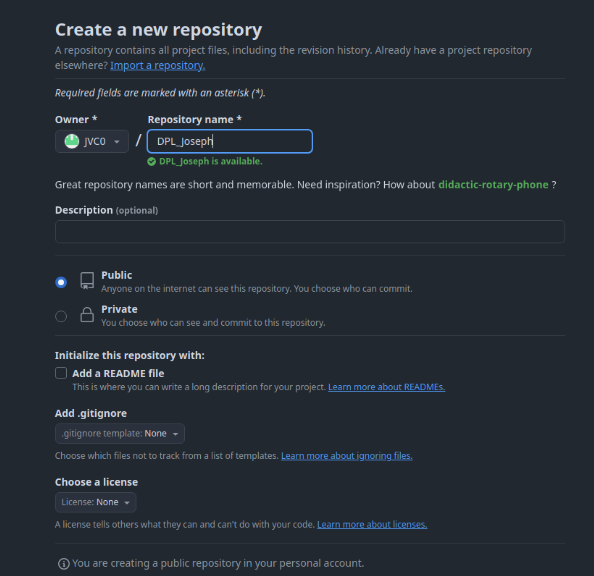 Create a new repository
A repository contains all project files, including the revision history. Already have a project repository
elsewhere? Import a repository.
Required fields are marked with an asterisk (*).
Owner * Repository name *
JVC0 / DPL_Joseph
DPL_Joseph is available.
Great repository names are short and memorable. Need inspiration? How about didactic-rotary-phone ?
Description (optional)
Public
Anyone on the internet can see this repository. You choose who can commit.
Private
You choose who can see and commit to this repository.
Initialize this repository with:
Add a README file
This is where you can write a long description for your project. Learn more about READMEs.
Add .gitignore
.gitignore template: None
Choose which files not to track from a list of templates. Learn more about ignoring files.
Choose a license
License: None
A license tells others what they can and can't do with your code. Learn more about licenses.
You are creating a public repository in your personal account.